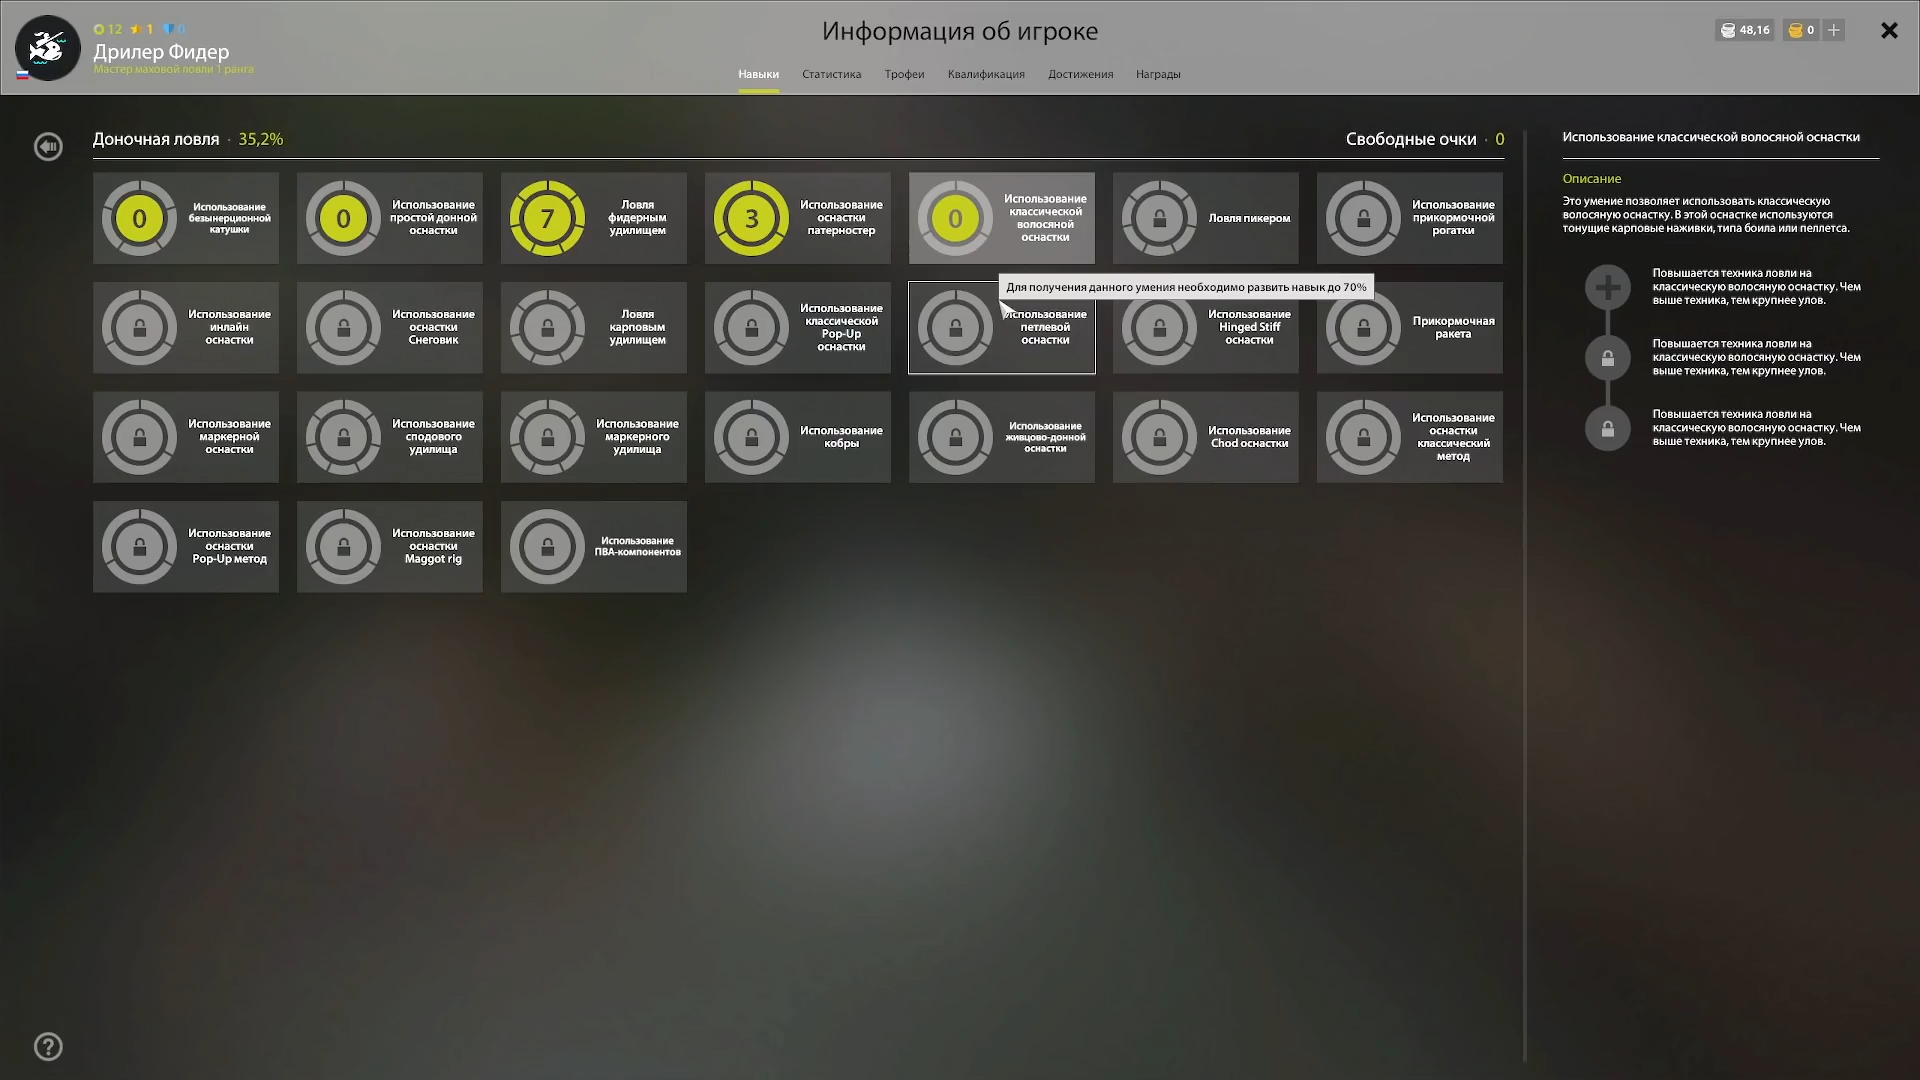 12 1 0
Дрилер Фидер
Мастер маховой ловли 1 ранга
Информация об игроке
48,16 0
Навыки Статистика Трофеи Квалификация Достижения Награды
Доночная ловля · 35,2%
Свободные очки · 0
0
Использование
безынерционной
катушки
0
Использование
простой донной
оснастки
7
Ловля
фидерным
удилищем
3
Использование
оснастки
патерностер
0
Использование
классической
волосяной
оснастки
Ловля пикером
Использование
прикормочной
рогатки
Для получения данного умения необходимо развить навык до 70%
Использование
инлайн
оснастки
Использование
оснастки
Снеговик
Ловля
карповым
удилищем
Использование
классической
Pop-Up
оснастки
Использование
петлевой
оснастки
Использование
Hinged Stiff
оснастки
Прикормочная
ракета
Использование
маркерной
оснастки
Использование
сподового
удилища
Использование
маркерного
удилища
Использование
кобры
Использование
живцово-донной
оснастки
Использование
Chod оснастки
Использование
оснастки
классический
метод
Использование
оснастки
Pop-Up метод
Использование
оснастки
Maggot rig
Использование
ПВА-компонентов
Использование классической волосяной оснастки
Описание
Это умение позволяет использовать классическую
волосяную оснастку. В этой оснастке используются
тонущие карповые наживки, типа боила или пеллетса.
Повышается техника ловли на
классическую волосяную оснастку. Чем
выше техника, тем крупнее улов.
Повышается техника ловли на
классическую волосяную оснастку. Чем
выше техника, тем крупнее улов.
Повышается техника ловли на
классическую волосяную оснастку. Чем
выше техника, тем крупнее улов.
?